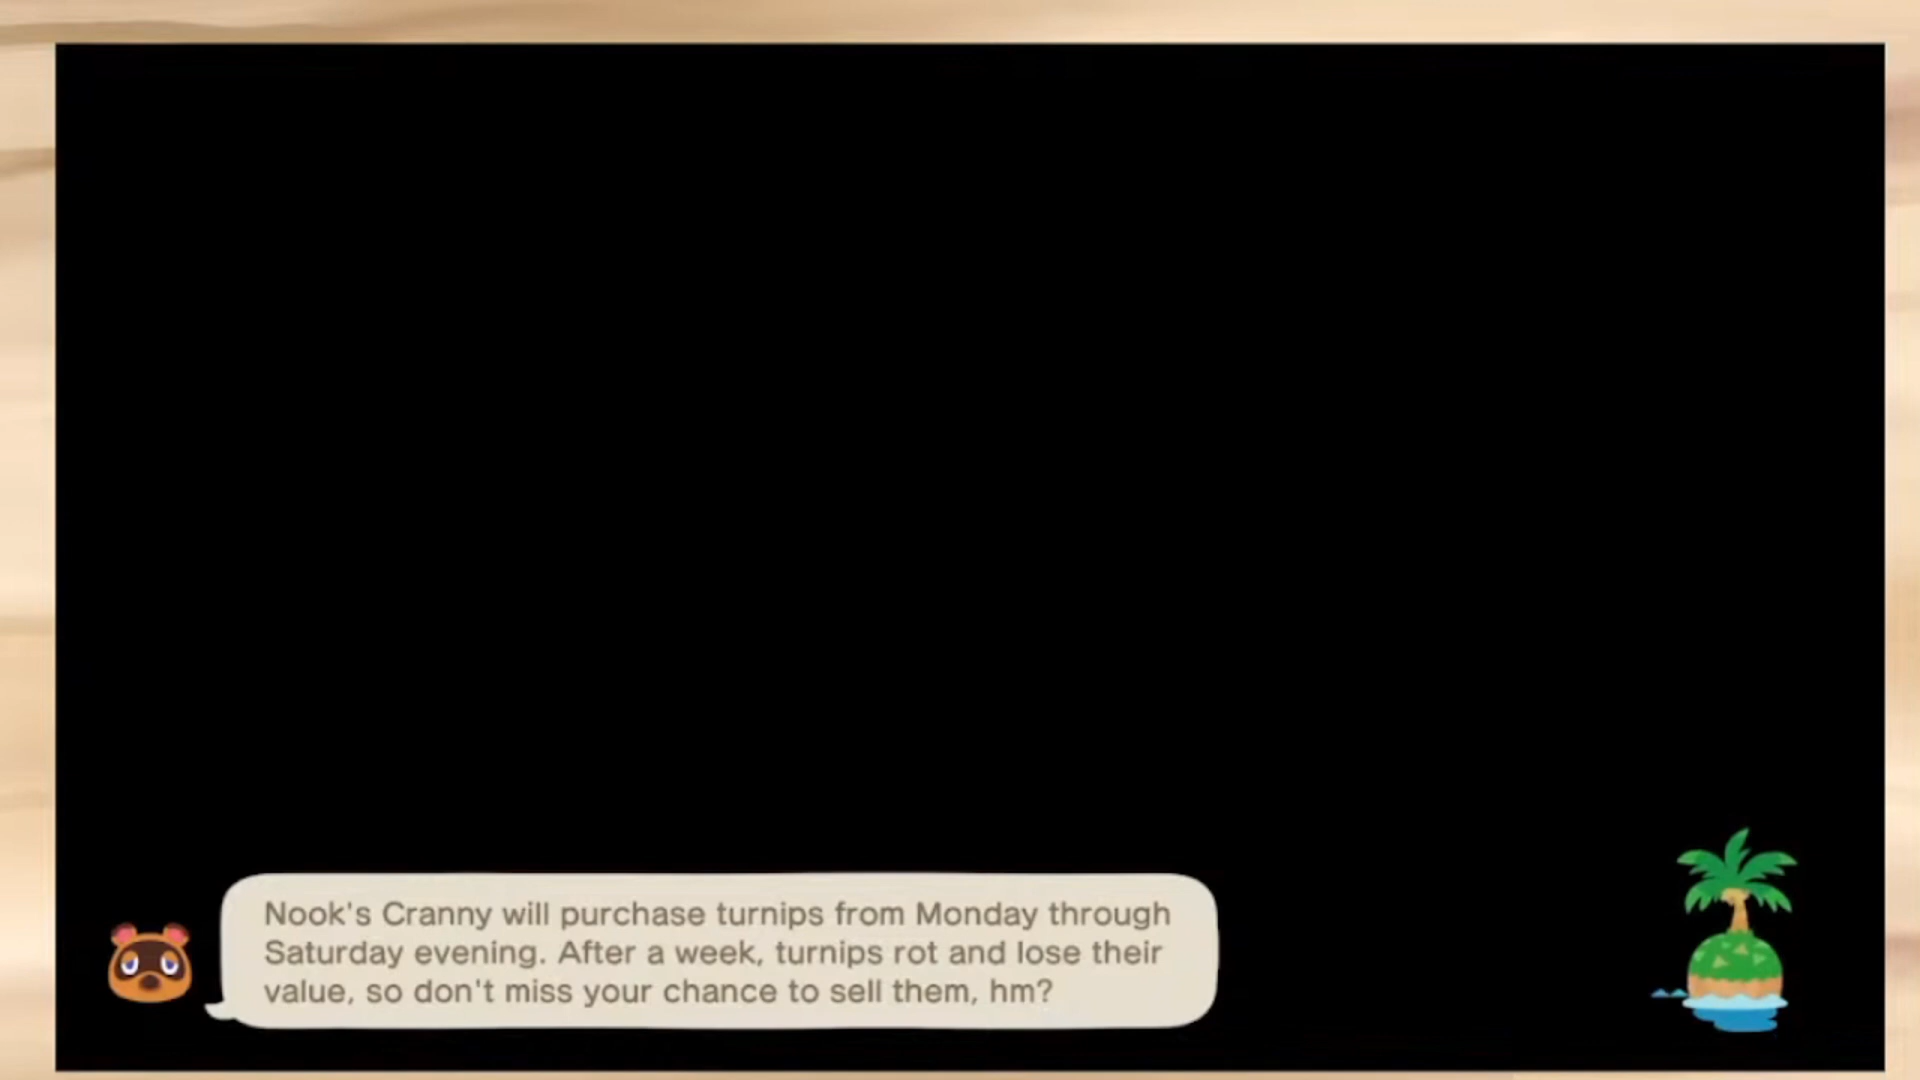 Nook's Cranny will purchase turnips from Monday through
Saturday evening. After a week, turnips rot and lose their
value, so don't miss your chance to sell them, hm?